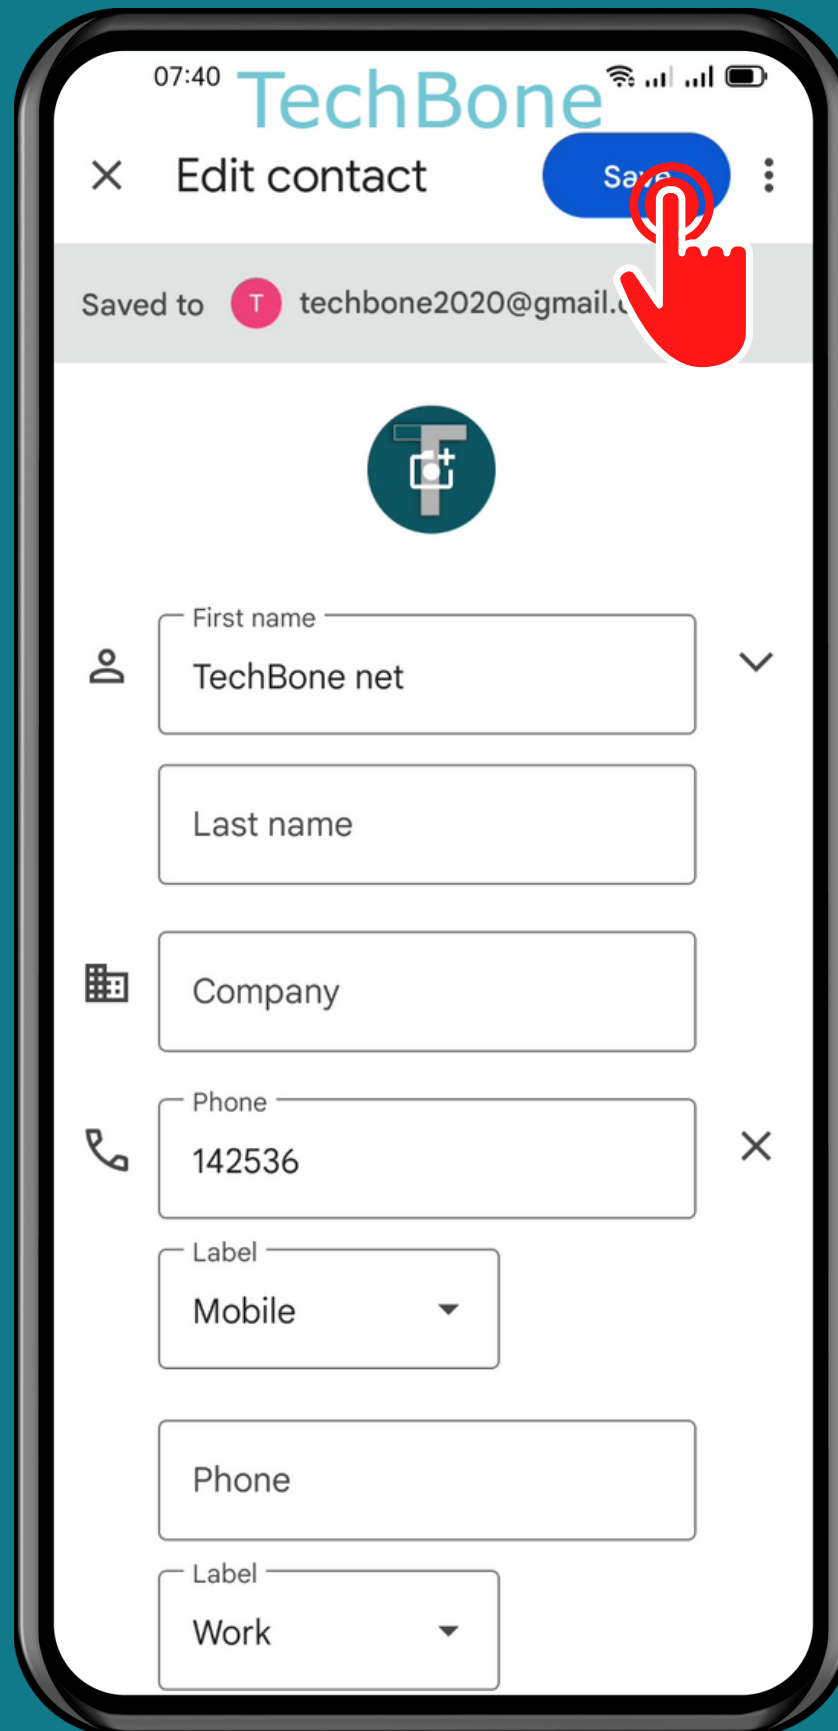 07:40
TechBone
Edit contact
Save
Saved to T techbone2020@gmail.
First name
TechBone net
Last name
Company
Phone
142536
Label
Mobile
Phone
Label
Work